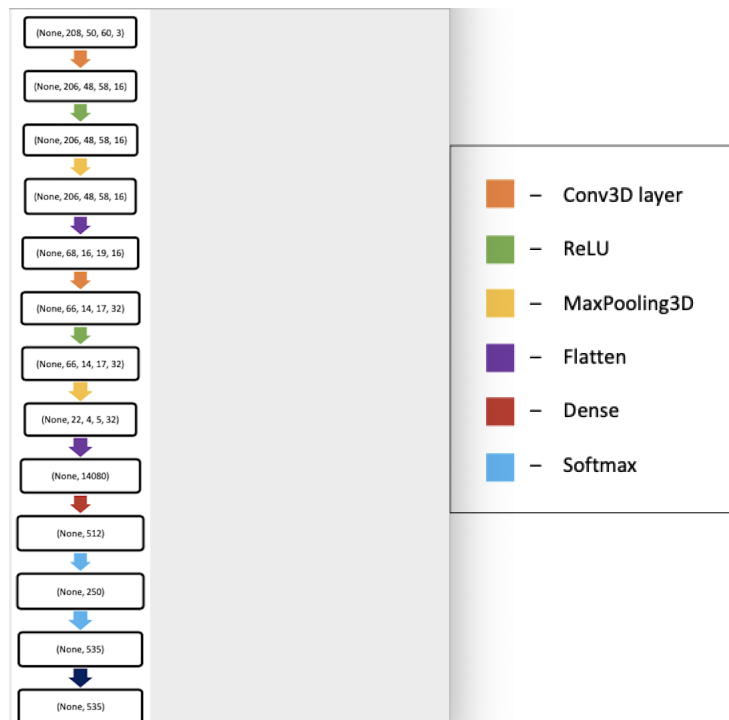 (None, 208, 50, 60, 3)
(None, 206, 48, 58, 16)
(None, 206, 48, 58, 16)
(None, 206, 48, 58, 16)
(None, 68, 16, 19, 16)
(None, 66, 14, 17, 32)
(None, 66, 14, 17, 32)
(None, 22, 4, 5, 32)
(None, 14080)
(None, 512)
(None, 250)
(None, 535)
(None, 535)
– Conv3D layer
– ReLU
– MaxPooling3D
– Flatten
– Dense
– Softmax